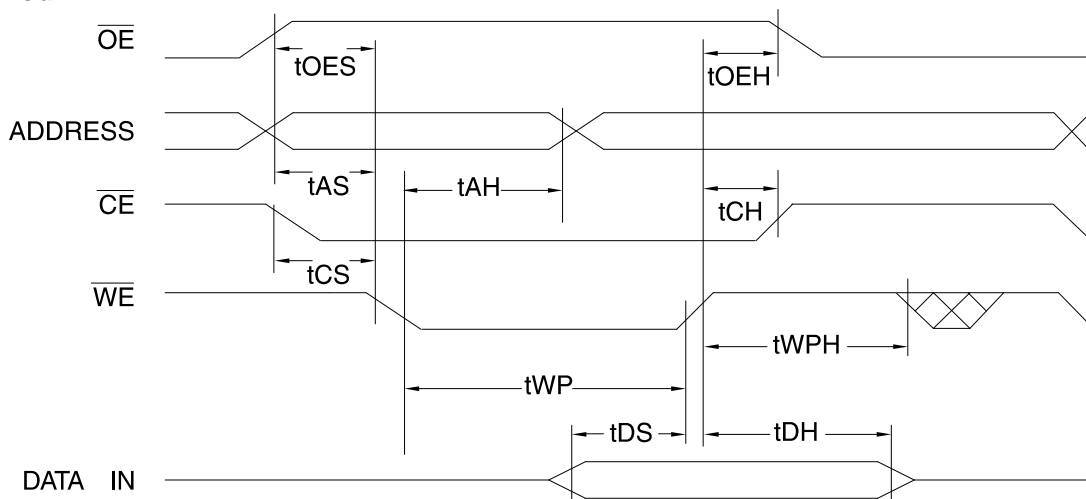 OE
tOES
tOEH
ADDRESS
tAS
tAH
tCH
CE
tCS
WE
tWPH
tWP
tDS
tDH
DATA IN